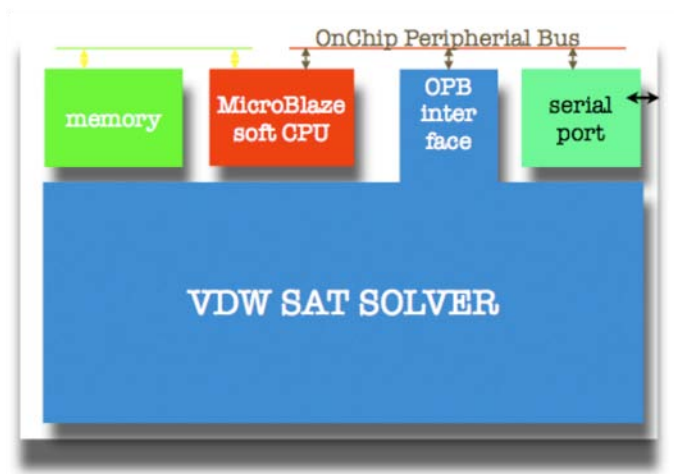 OnChip Peripherial Bus
memory
MicroBlaze
soft CPU
OPB
inter
face
serial
port
VDW SAT SOLVER